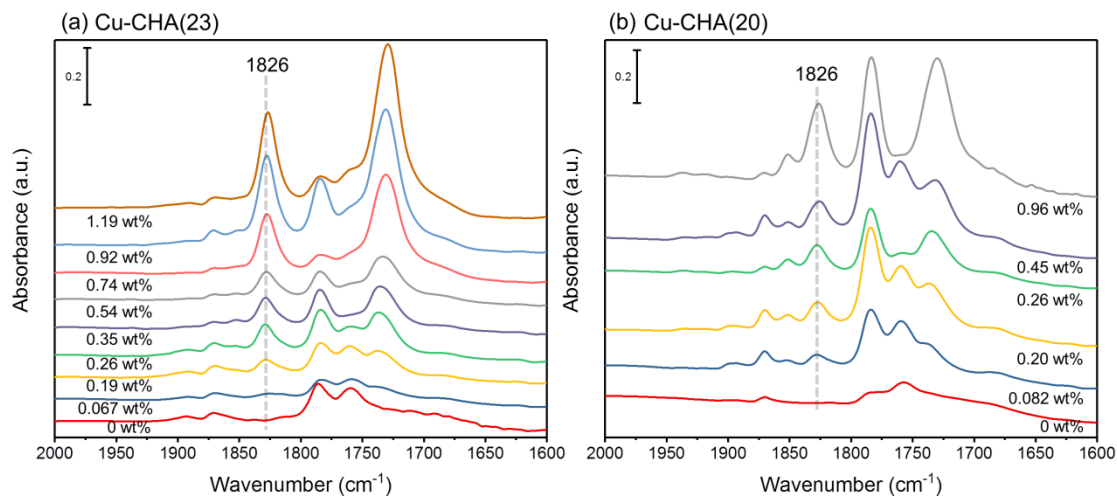 (a) Cu-CHA(23)
0.2
1826
1.19 wt%
0.92 wt%
0.74 wt%
0.54 wt%
0.35 wt%
0.26 wt%
0.19 wt%
0.067 wt%
0 wt%
Absorbance (a.u.)
2000 1950 1900 1850 1800 1750 1700 1650 1600
Wavenumber (cm⁻¹)
(b) Cu-CHA(20)
0.2
1826
0.96 wt%
0.45 wt%
0.26 wt%
0.20 wt%
0.082 wt%
0 wt%
Absorbance (a.u.)
2000 1950 1900 1850 1800 1750 1700 1650 1600
Wavenumber (cm⁻¹)